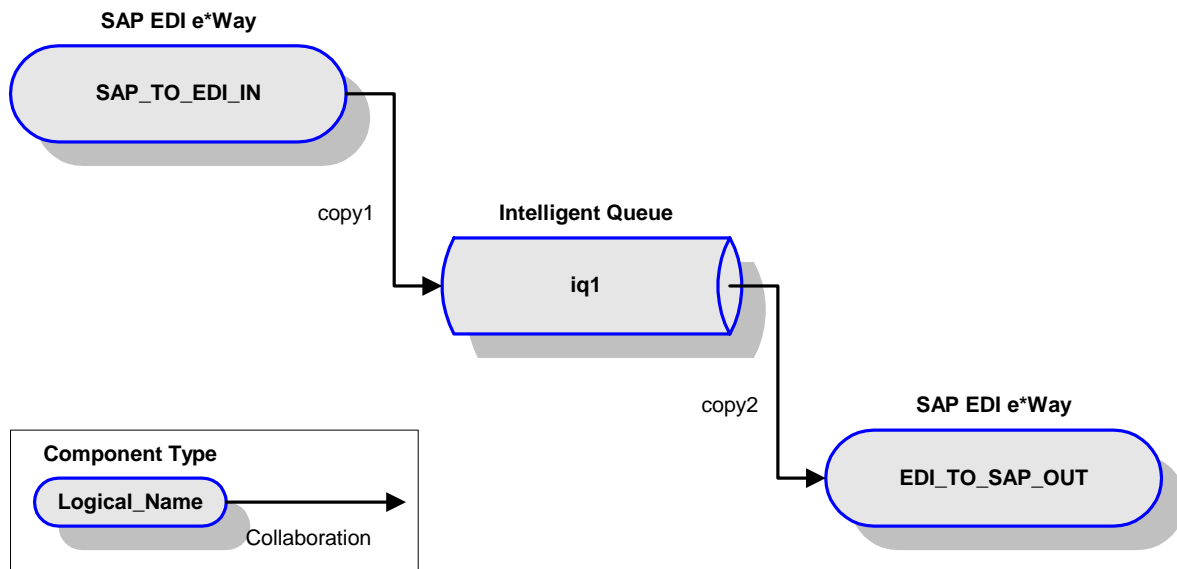 SAP EDI e*Way
SAP_TO_EDI_IN
copy1
Intelligent Queue
iq1
copy2
SAP EDI e*Way
EDI_TO_SAP_OUT
Component Type
Logical_Name
Collaboration